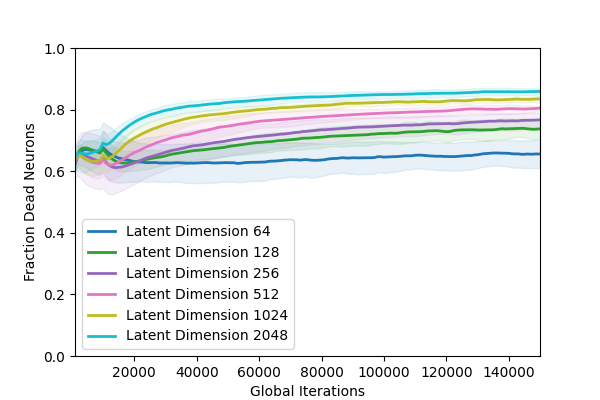 1.0
0.8
0.6
0.4
0.2
0.0
Fraction Dead Neurons
Latent Dimension 64
Latent Dimension 128
Latent Dimension 256
Latent Dimension 512
Latent Dimension 1024
Latent Dimension 2048
20000 40000 60000 80000 100000 120000 140000
Global Iterations